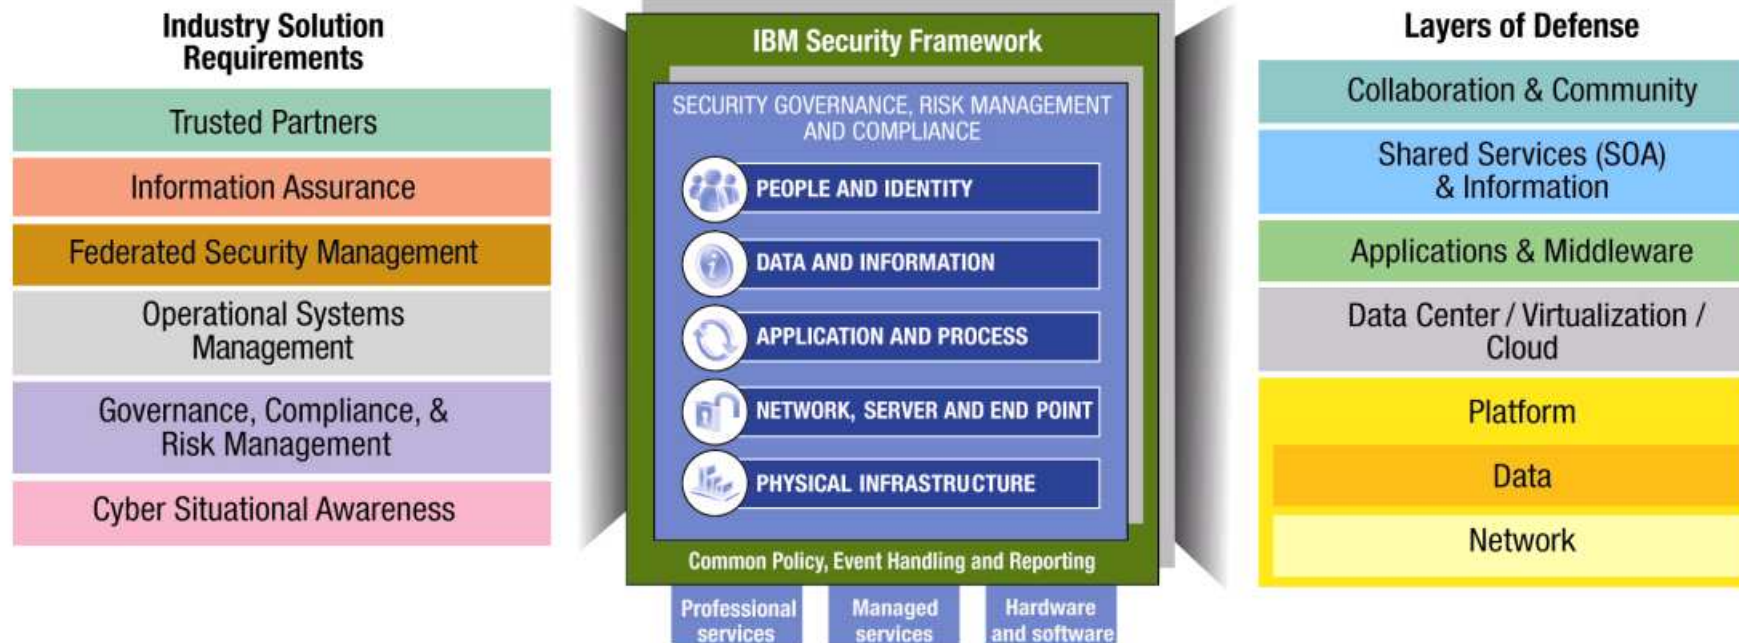 Industry Solution
Requirements
Trusted Partners
Information Assurance
Federated Security Management
Operational Systems
Management
Governance, Compliance, &
Risk Management
Cyber Situational Awareness
IBM Security Framework
SECURITY GOVERNANCE, RISK MANAGEMENT
AND COMPLIANCE
PEOPLE AND IDENTITY
DATA AND INFORMATION
APPLICATION AND PROCESS
NETWORK, SERVER AND END POINT
PHYSICAL INFRASTRUCTURE
Common Policy, Event Handling and Reporting
Professional
services
Managed
services
Hardware
and software
Layers of Defense
Collaboration & Community
Shared Services (SOA)
& Information
Applications & Middleware
Data Center / Virtualization /
Cloud
Platform
Data
Network